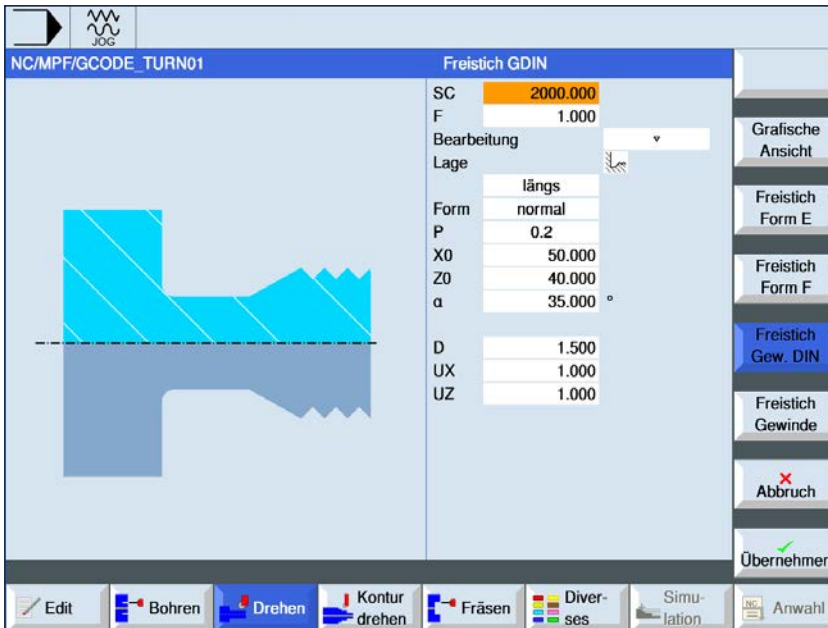 JOG
NC/MPF/GCODE_TURN01
Freistich GDIN
SC 2000.000
F 1.000
Bearbeitung
Lage
längs
Form normal
P 0.2
X0 50.000
Z0 40.000
α 35.000 °
D 1.500
UX 1.000
UZ 1.000
Grafische
Ansicht
Freistich
Form E
Freistich
Form F
Freistich
Gew. DIN
Freistich
Gewinde
Abbruch
Übernehmen
Edit
Bohren
Drehen
Kontur
drehen
Fräsen
Diver-
ses
Simu-
lation
NC
Anwahl